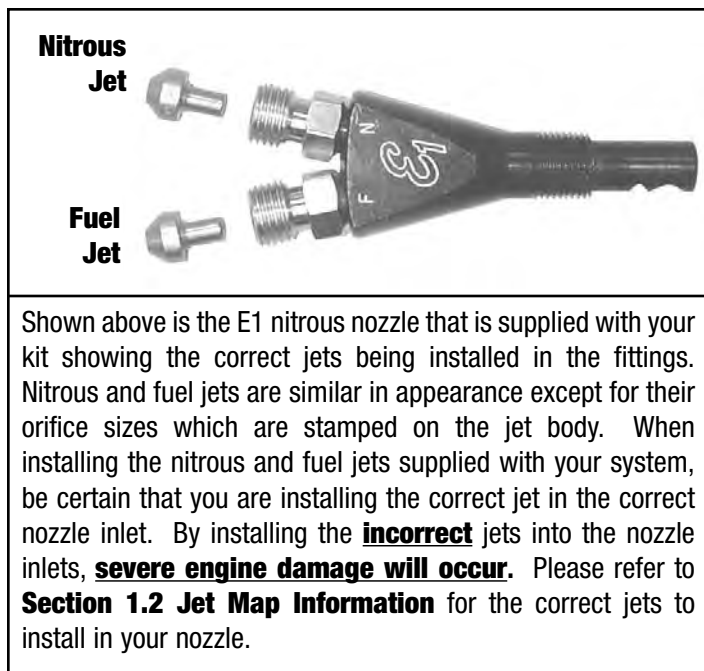 Nitrous
Jet
N
E1
F
Fuel
Jet
Shown above is the E1 nitrous nozzle that is supplied with your
kit showing the correct jets being installed in the fittings.
Nitrous and fuel jets are similar in appearance except for their
orifice sizes which are stamped on the jet body. When
installing the nitrous and fuel jets supplied with your system,
be certain that you are installing the correct jet in the correct
nozzle inlet. By installing the incorrect jets into the nozzle
inlets, severe engine damage will occur. Please refer to
Section 1.2 Jet Map Information for the correct jets to
install in your nozzle.